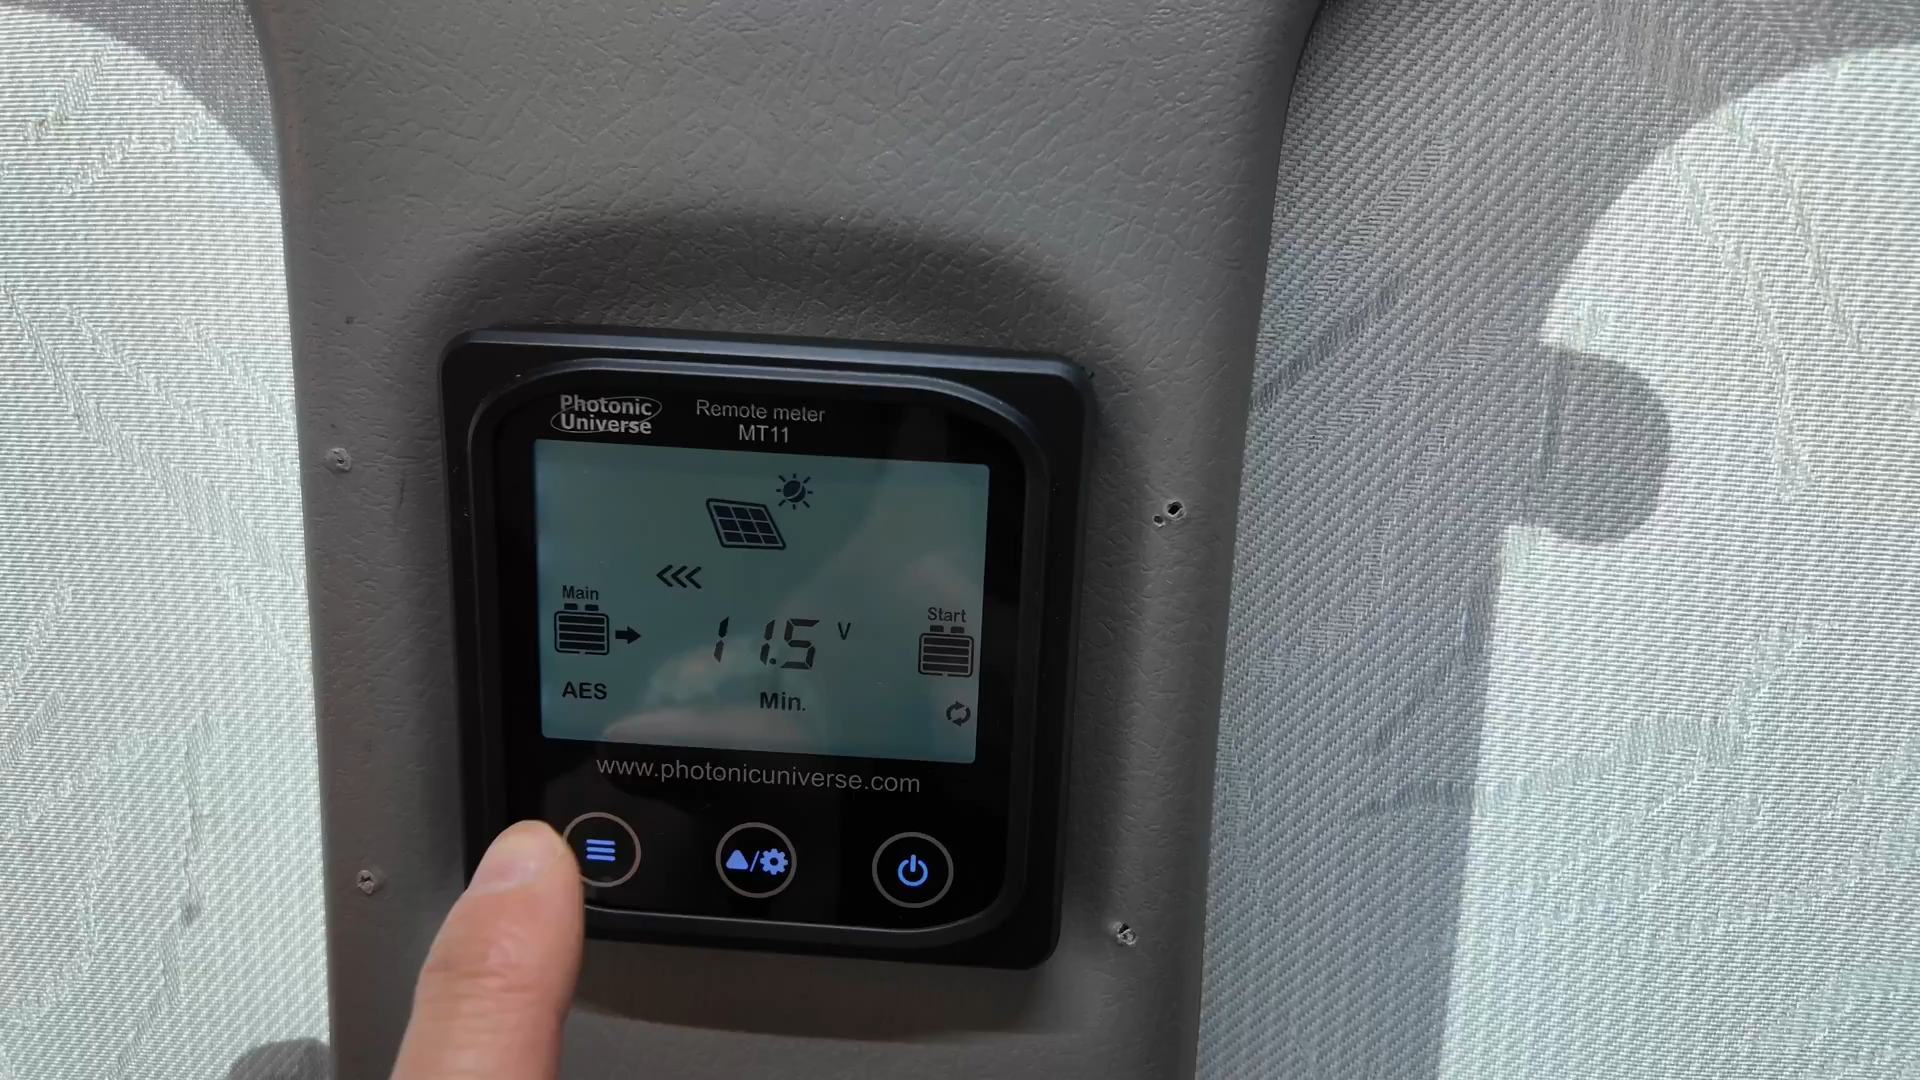 Photonic
Universe
Remote meter
MT11
Main
11.5 V
Start
AES
Min.
www.photonicuniverse.com